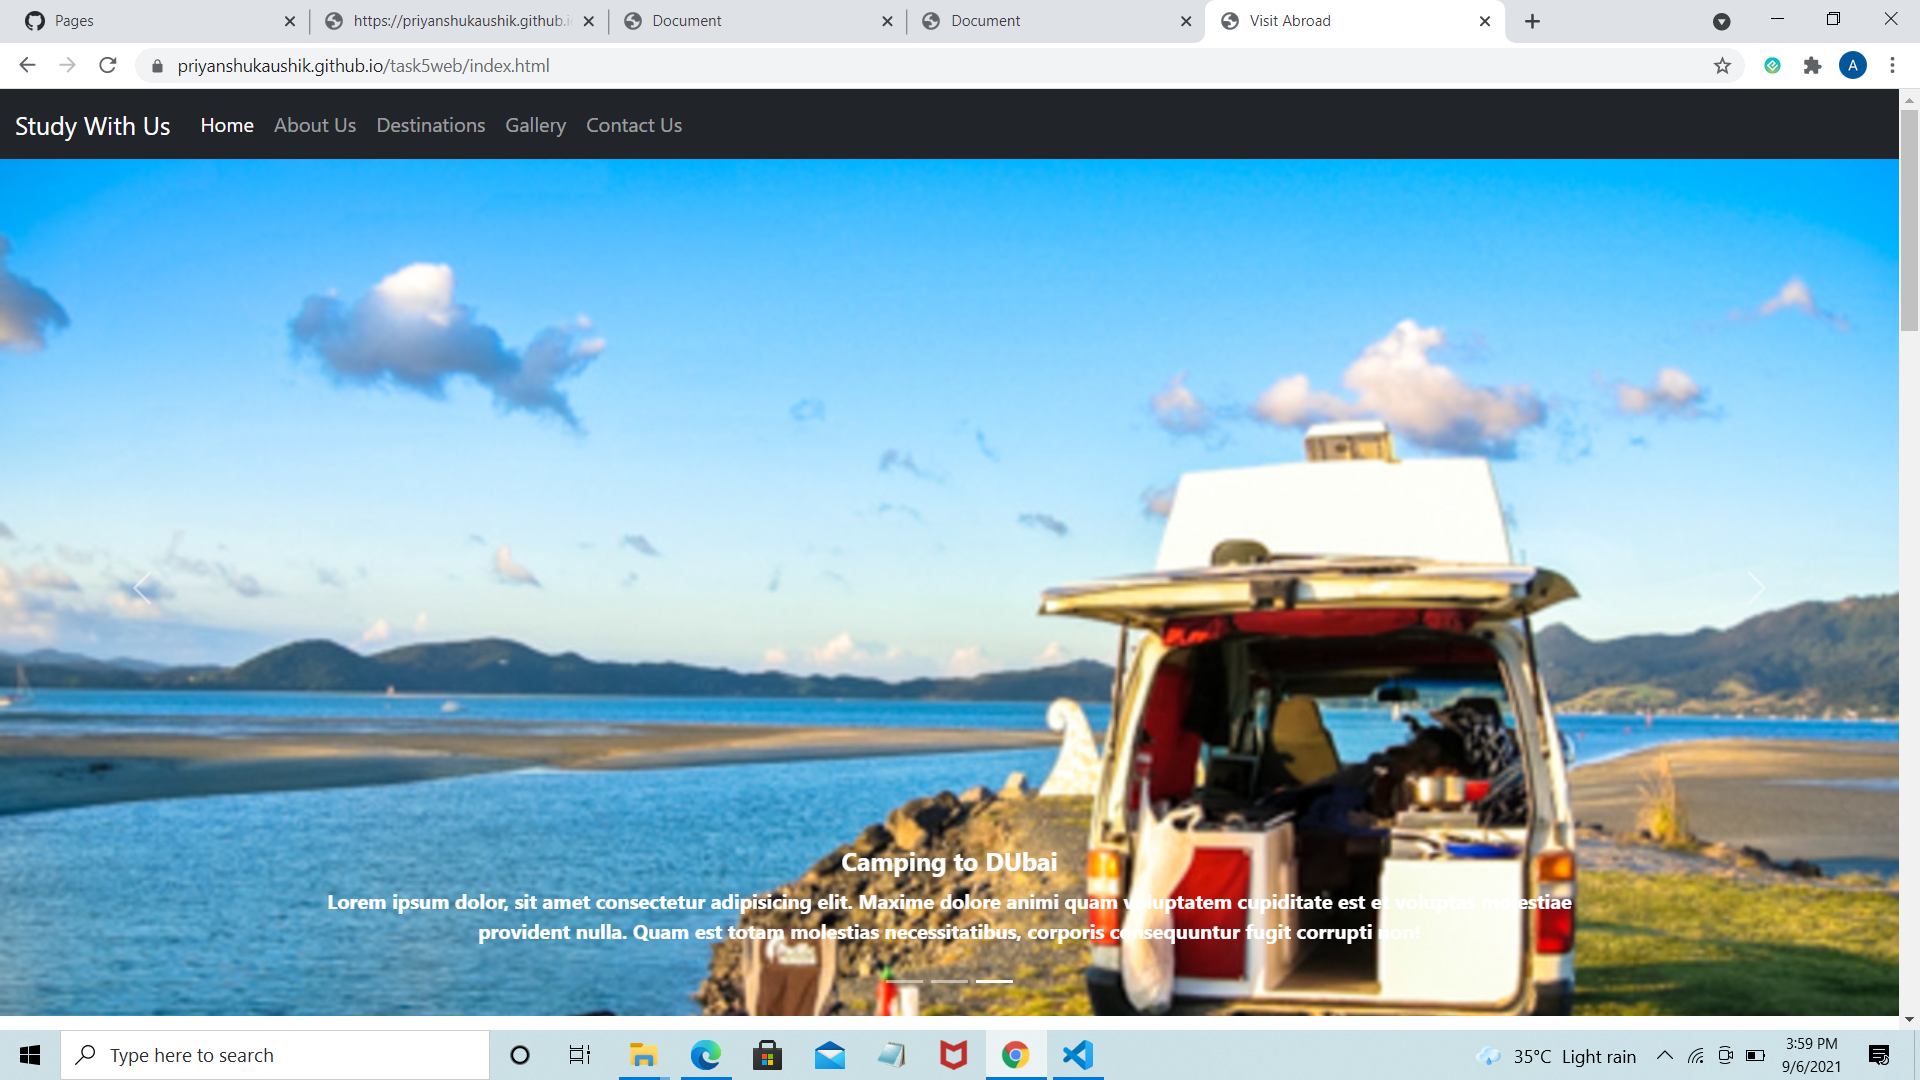 Pages
https://priyanshukaushik.github.i
Document
Document
Visit Abroad
priyanshukaushik.github.io/task5web/index.html
A
Study With Us
Home
About Us
Destinations
Gallery
Contact Us
Camping to DUbai
Lorem ipsum dolor, sit amet consectetur adipisicing elit. Maxime dolore animi quam voluptatem cupiditate est et voluptas molestiae
provident nulla. Quam est totam molestias necessitatibus, corporis consequuntur fugit corrupti non!
Type here to search
35°C Light rain
3:59 PM
9/6/2021